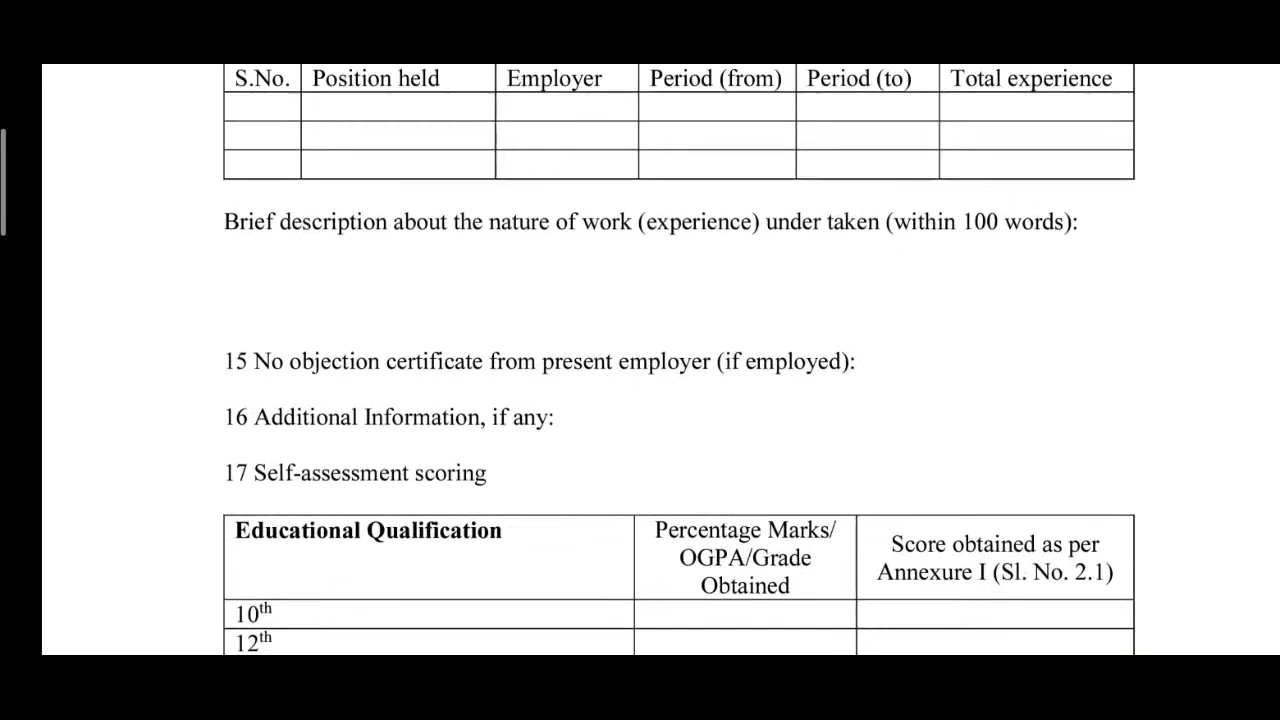 S.No. Position held Employer Period (from) Period (to) Total experience
Brief description about the nature of work (experience) under taken (within 100 words):
15 No objection certificate from present employer (if employed):
16 Additional Information, if any:
17 Self-assessment scoring
Educational Qualification
Percentage Marks/
OGPA/Grade
Obtained
Score obtained as per
Annexure I (Sl. No. 2.1)
10th
12th